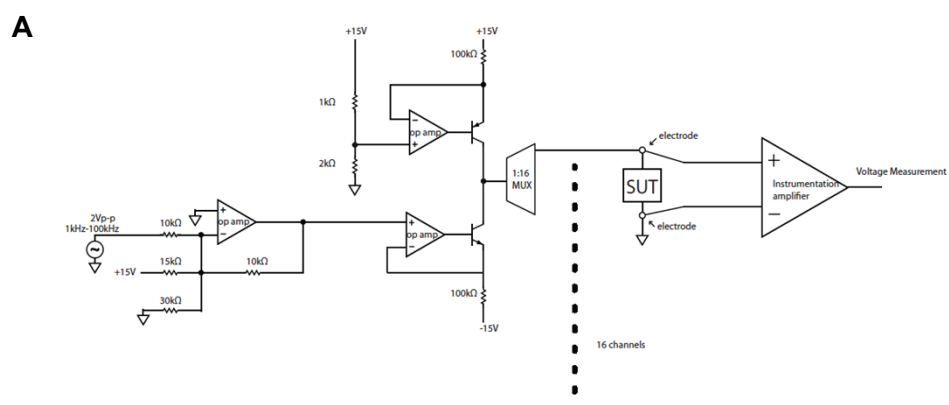 A
+15V
+15V
100kΩ
1kΩ
−
op amp
+
2kΩ
electrode
1:16
MUX
SUT
+
Instrumentation
amplifier
−
Voltage Measurement
electrode
2Vp-p
1kHz-100kHz
10kΩ
+
op amp
−
+
op amp
−
15kΩ
+15V
10kΩ
30kΩ
100kΩ
-15V
16 channels